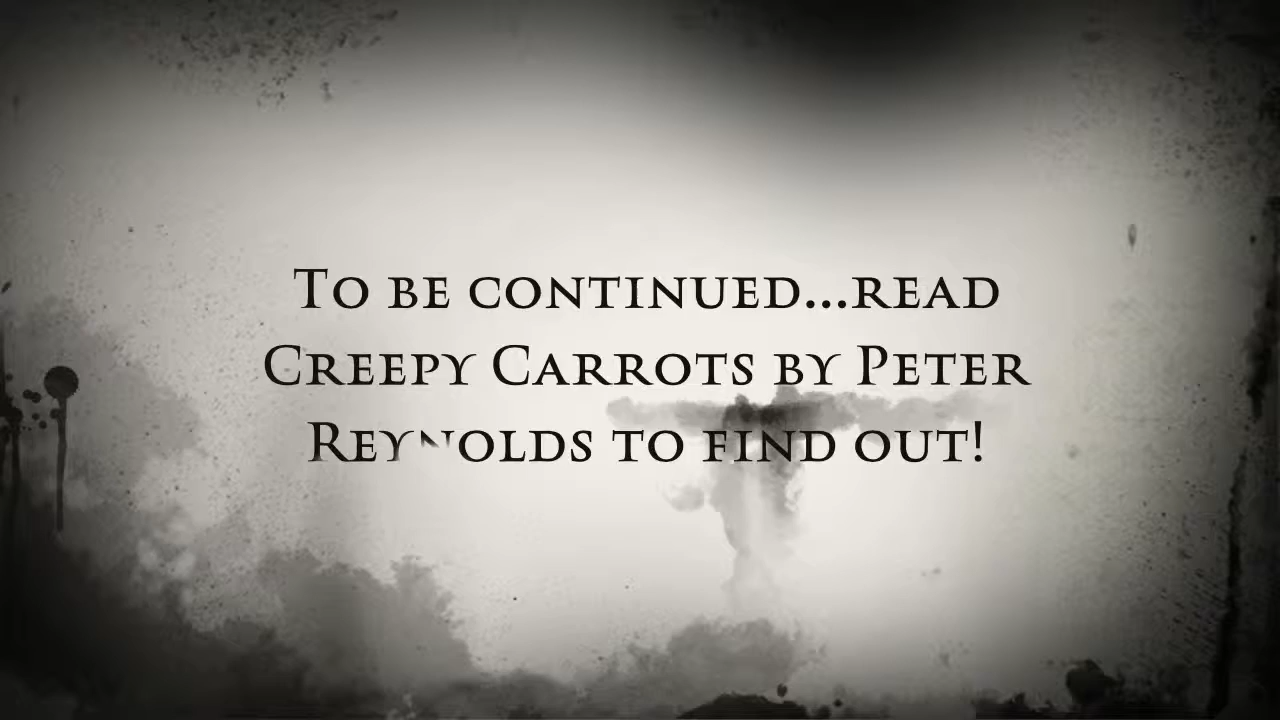 To be continued...read
Creepy Carrots by Peter
Reynolds to find out!